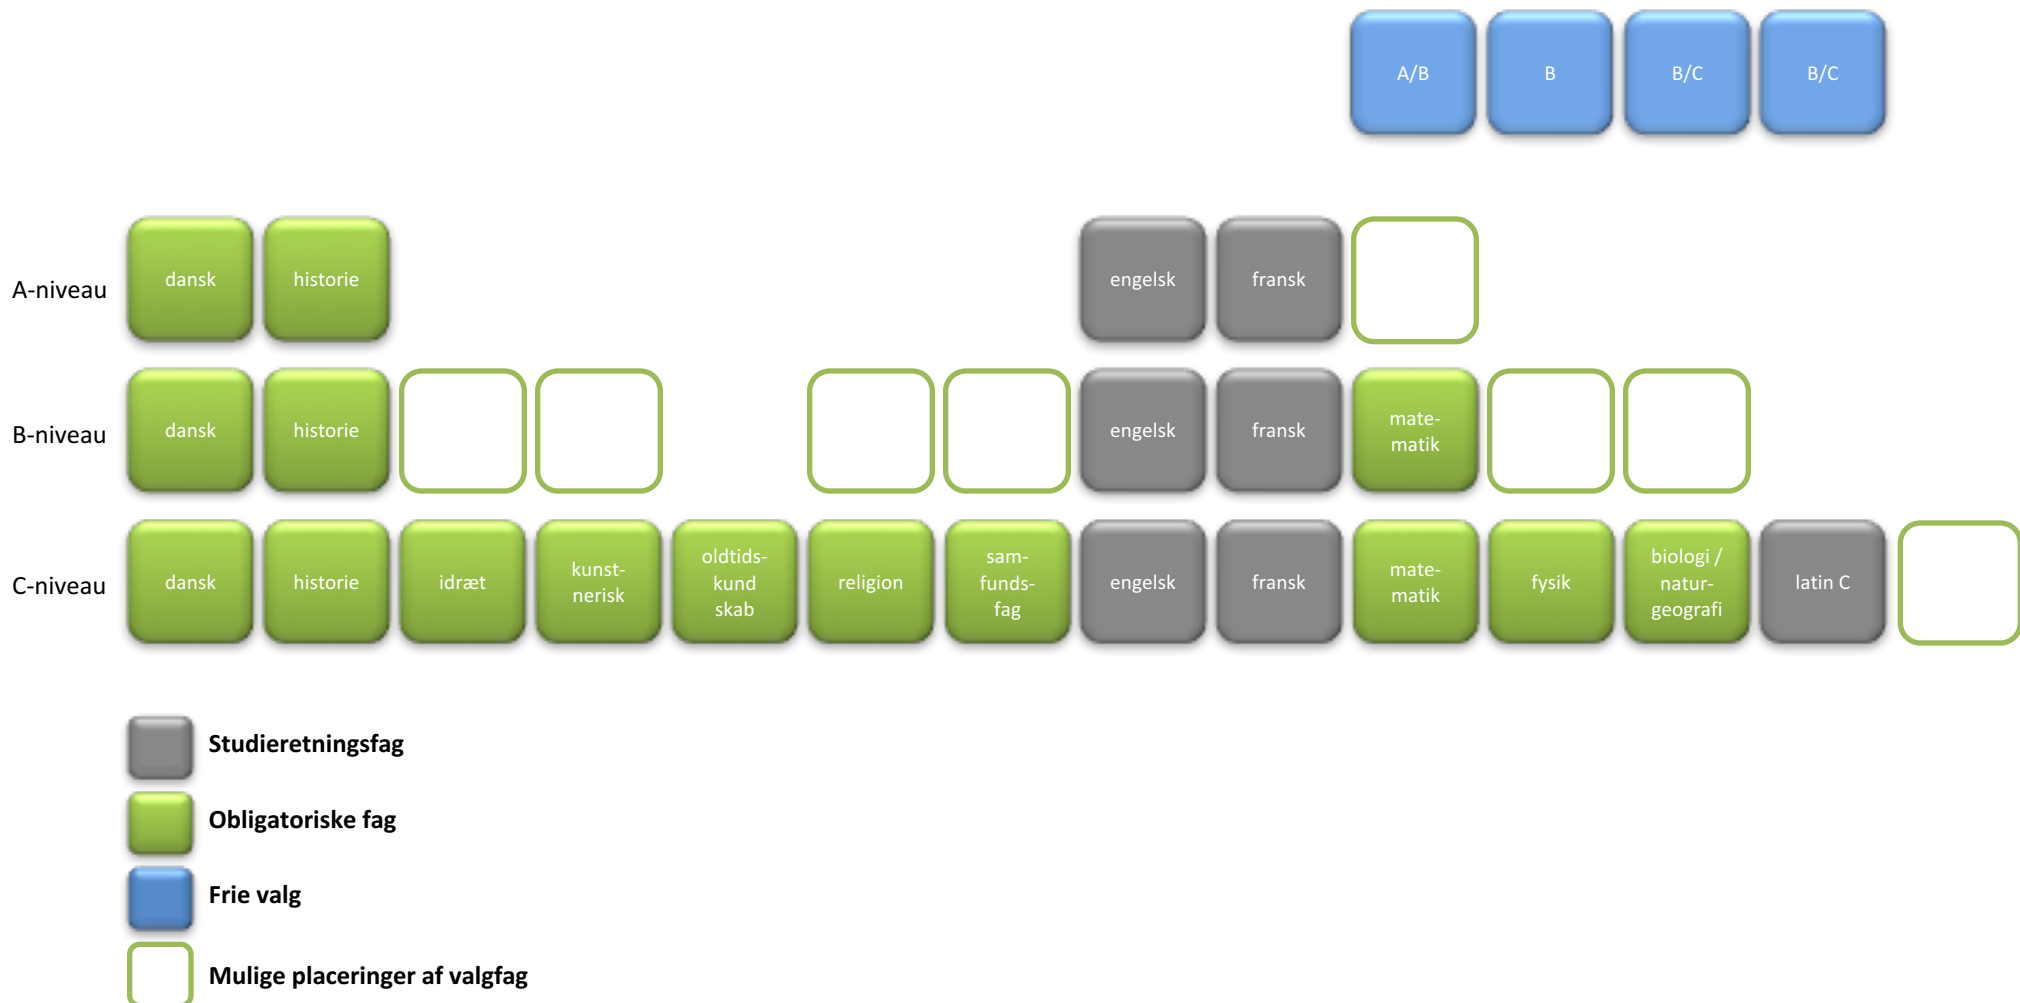 A/B B B/C B/C
A-niveau dansk historie engelsk fransk
B-niveau dansk historie engelsk fransk mate-
matik
C-niveau dansk historie idræt kunst-
nerisk oldtids-
kund
skab religion sam-
funds-
fag engelsk fransk mate-
matik fysik biologi /
natur-
geografi latin C
Studieretningsfag
Obligatoriske fag
Frie valg
Mulige placeringer af valgfag